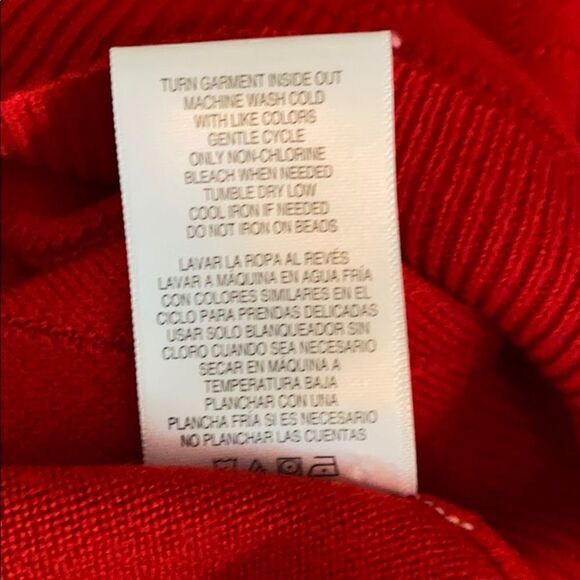 TURN GARMENT INSIDE OUT
MACHINE WASH COLD
WITH LIKE COLORS
GENTLE CYCLE
ONLY NON-CHLORINE
BLEACH WHEN NEEDED
TUMBLE DRY LOW
COOL IRON IF NEEDED
DO NOT IRON ON BEADS
LAVAR LA ROPA AL REVÉS
LAVAR A MÁQUINA EN AGUA FRÍA
CON COLORES SIMILARES EN EL
CICLO PARA PRENDAS DELICADAS
USAR SOLO BLANQUEADOR SIN
CLORO CUANDO SEA NECESARIO
SECAR EN MÁQUINA A
TEMPERATURA BAJA
PLANCHAR CON UNA
PLANCHA FRÍA SI ES NECESARIO
NO PLANCHAR LAS CUENTAS